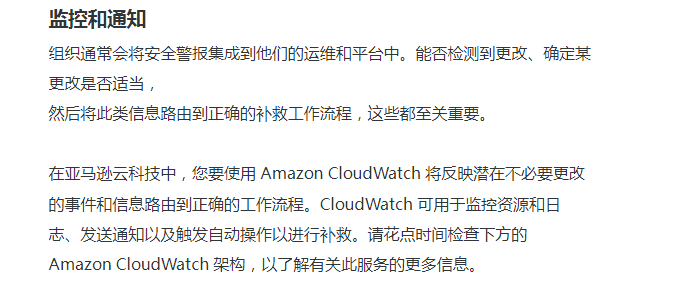 监控和通知
组织通常会将安全警报集成到他们的运维和平台中。能否检测到更改、确定某
更改是否适当，
然后将此类信息路由到正确的补救工作流程，这些都至关重要。
在亚马逊云科技中，您要使用 Amazon CloudWatch 将反映潜在不必要更改
的事件和信息路由到正确的工作流程。CloudWatch 可用于监控资源和日
志、发送通知以及触发自动操作以进行补救。请花点时间检查下方的
Amazon CloudWatch 架构，以了解有关此服务的更多信息。